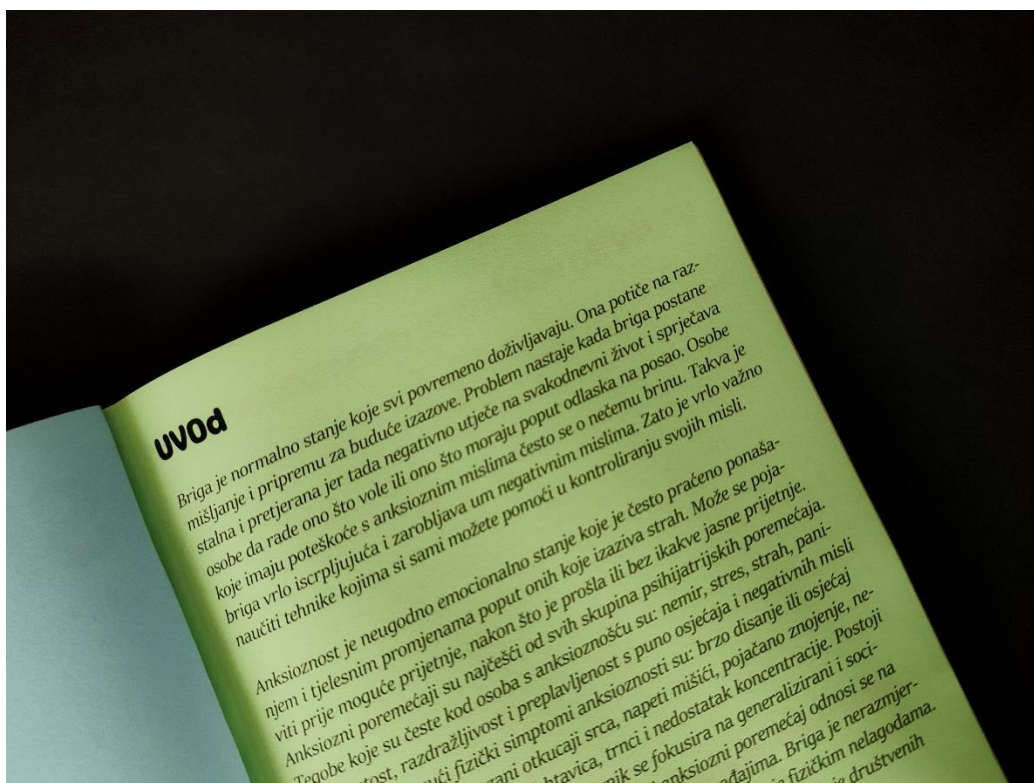 uvod
Briga je normalno stanje koje svi povremeno doživljavaju. Ona potiče na raz-
mišljanje i pripremu za buduće izazove. Problem nastaje kada briga postane
stalna i pretjerana jer tada negativno utječe na svakodnevni život i sprječava
osobe da rade ono što vole ili ono što moraju poput odlaska na posao. Osobe
koje imaju poteškoće s anksioznim mislima često se o nečemu brinu. Takva je
briga vrlo iscrpljujuća i zarobljava um negativnim mislima. Zato je vrlo važno
naučiti tehnike kojima si sami možete pomoći u kontroliranju svojih misli.
Anksioznost je neugodno emocionalno stanje koje je često praćeno ponaša-
njem i tjelesnim promjenama poput onih koje izaziva strah. Može se poja-
viti prije moguće prijetnje, nakon što je prošla ili bez ikakve jasne prijetnje.
Anksiozni poremećaji su najčešći od svih skupina psihijatrijskih poremećaja.
Tegobe koje su česte kod osoba s anksioznošću su: nemir, stres, strah, pani-
tost, razdražljivost i preplavljenost s puno osjećaja i negativnih misli
ući fizički simptomi anksioznosti su: brzo disanje ili osjećaj
zani otkucaji srca, napeti mišići, pojačano znojenje, ne-
htavica, trnci i nedostatak koncentracije. Postoji
nik se fokusira na generalizirani i soci-
anksiozni poremećaj odnosi se na
đajima. Briga je nerazmjer-
fizičkim nelagodama.
je društvenih